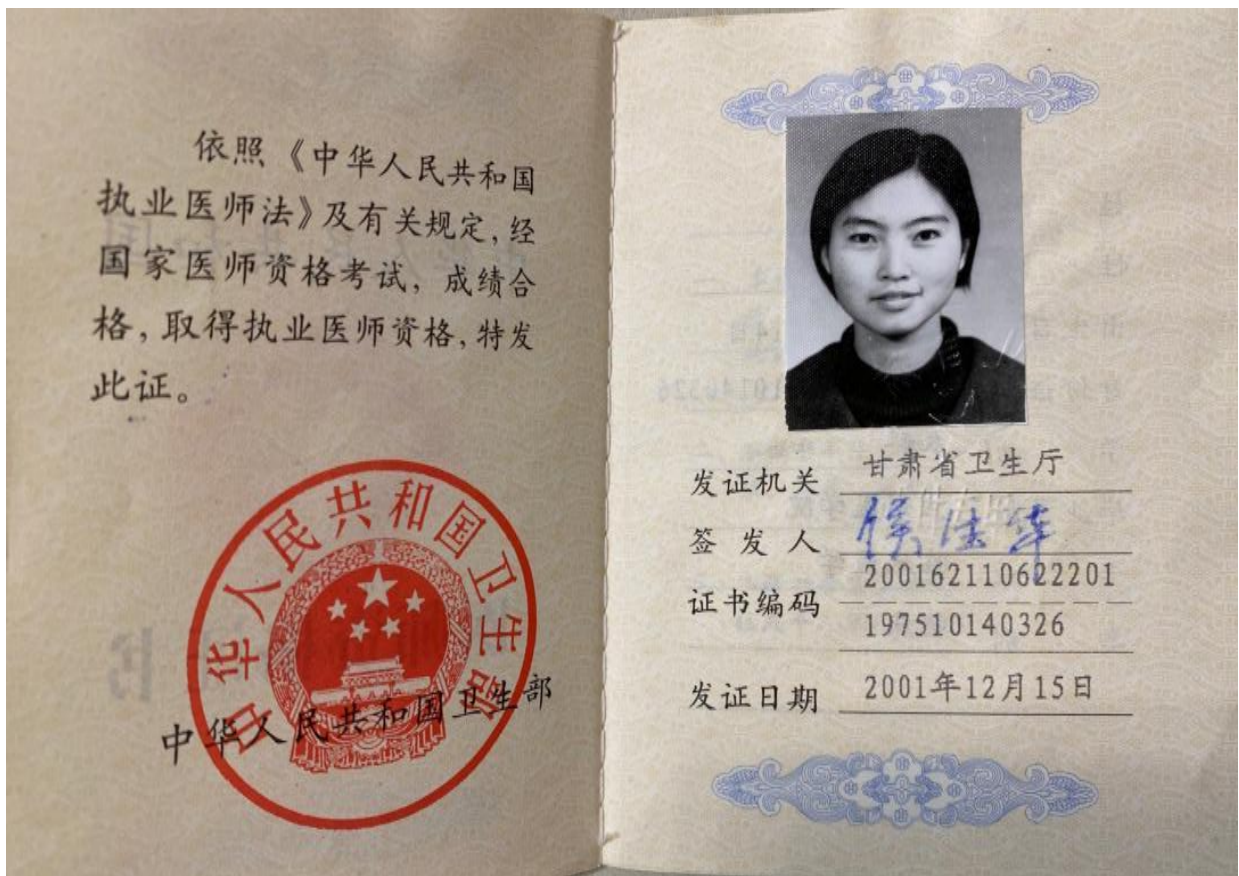 依照《中华人民共和国
执业医师法》及有关规定,经
国家医师资格考试,成绩合
格,取得执业医师资格,特发
此证。
中华人民共和国卫生部
中华人民共和国卫生部
发证机关 甘肃省卫生厅
签发人
证书编码 200162110622201
197510140326
发证日期 2001年12月15日